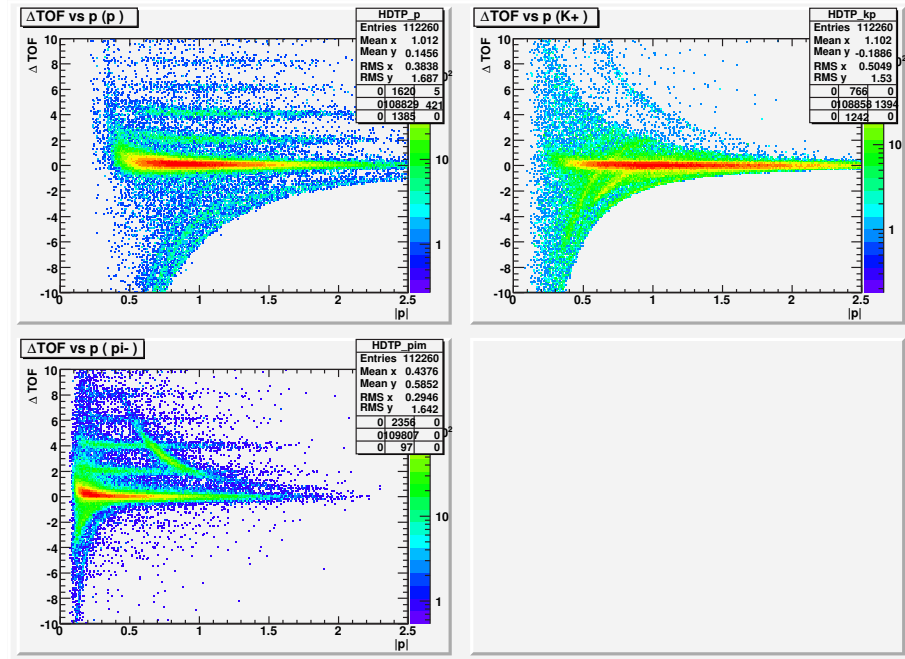 ΔTOF vs p (p )
HDTP_p
Entries 112260
Mean x 1.012
Mean y 0.1456
RMS x 0.3838
RMS y 1.687
0 1620 5
0 108829 421
0 1385 0
Δ TOF
10
8
6
4
2
0
-2
-4
-6
-8
-10
0 0.5 1 1.5 2 2.5
|p|
10
1
ΔTOF vs p (K+ )
HDTP_kp
Entries 112260
Mean x 1.102
Mean y -0.1886
RMS x 0.5049
RMS y 1.53
0 766 0
0 108858 1394
0 1242 0
Δ TOF
10
8
6
4
2
0
-2
-4
-6
-8
-10
0 0.5 1 1.5 2 2.5
|p|
10
1
ΔTOF vs p ( pi- )
HDTP_pim
Entries 112260
Mean x 0.4376
Mean y 0.5852
RMS x 0.2946
RMS y 1.642
0 2356 0
0 109807 0
0 97 0
Δ TOF
10
8
6
4
2
0
-2
-4
-6
-8
-10
0 0.5 1 1.5 2 2.5
|p|
10
1